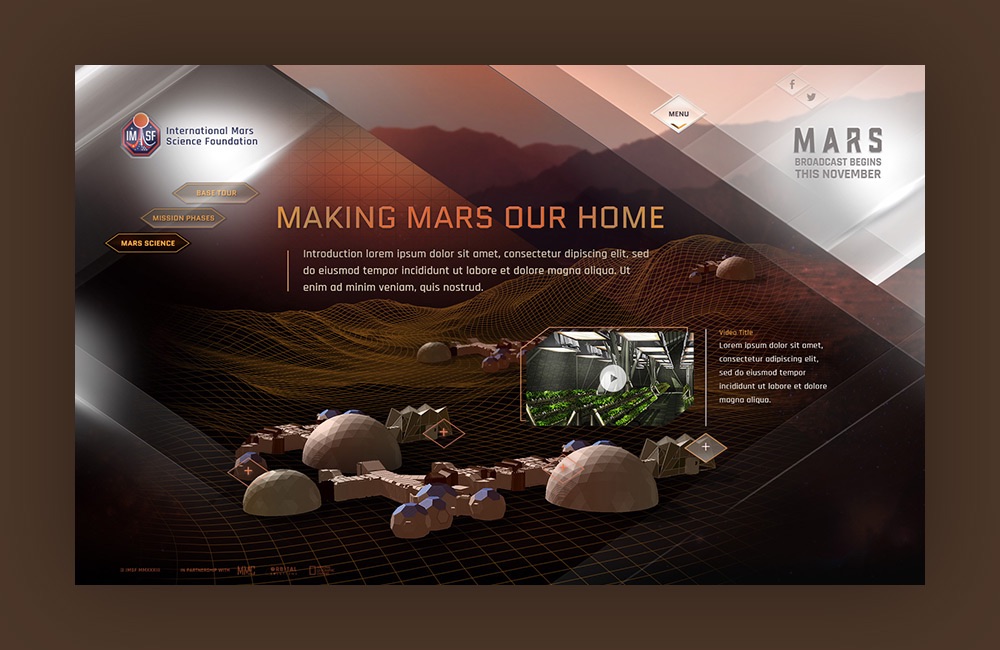 IM SF
International Mars
Science Foundation
MENU
MARS
BROADCAST BEGINS
THIS NOVEMBER
BASE TOUR
MISSION PHASES
MARS SCIENCE
MAKING MARS OUR HOME
Introduction lorem ipsum dolor sit amet, consectetur dipiscing elit, sed
do eiusmod tempor incididunt ut labore et dolore magna aliqua. Ut
enim ad minim veniam, quis nostrud.
Video Title
Lorem ipsum dolor sit amet,
consectetur adipiscing elit,
sed do eiusmod tempor
incididunt ut labore et dolore
magna aliqua.
IN PARTNERSHIP WITH